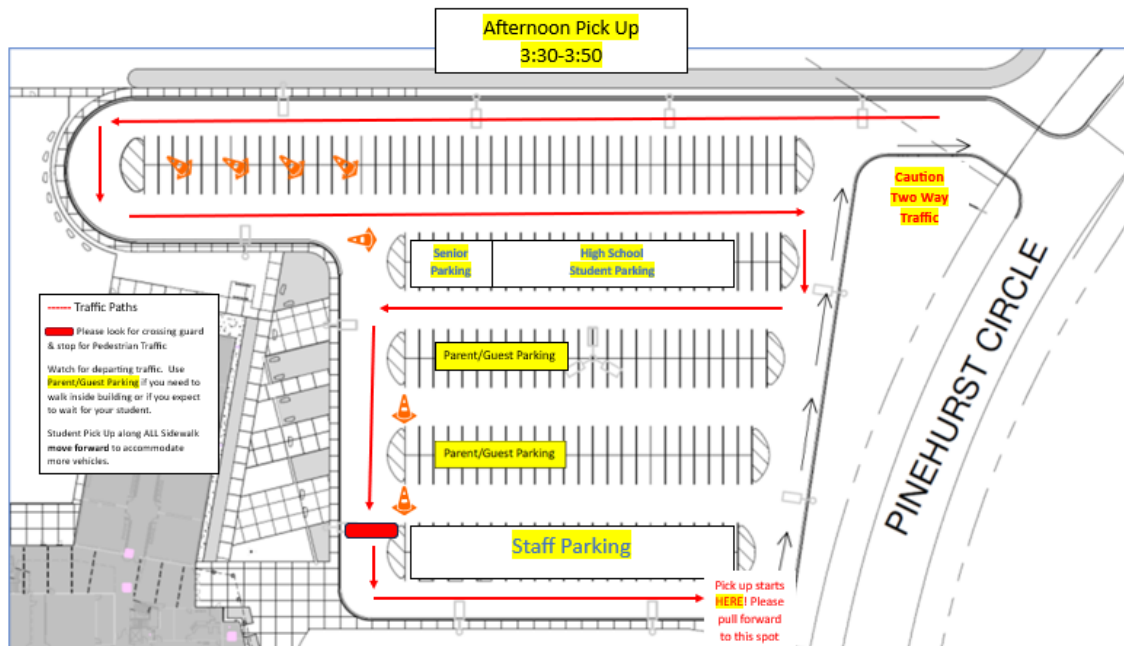 Afternoon Pick Up
3:30-3:50
Caution
Two Way
Traffic
Senior
Parking
High School
Student Parking
PINEHURST CIRCLE
------ Traffic Paths
Please look for crossing guard
& stop for Pedestrian Traffic
Watch for departing traffic. Use
Parent/Guest Parking if you need to
walk inside building or if you expect
to wait for your student.
Student Pick Up along ALL Sidewalk
move forward to accommodate
more vehicles.
Parent/Guest Parking
Parent/Guest Parking
Staff Parking
Pick up starts
HERE! Please
pull forward
to this spot